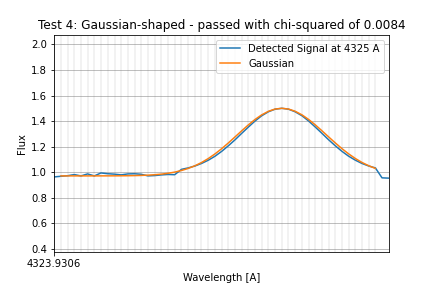 Test 4: Gaussian-shaped - passed with chi-squared of 0.0084
2.0
1.8
1.6
1.4
1.2
1.0
0.8
0.6
0.4
Flux
Detected Signal at 4325 A
Gaussian
4323.9306
Wavelength [A]